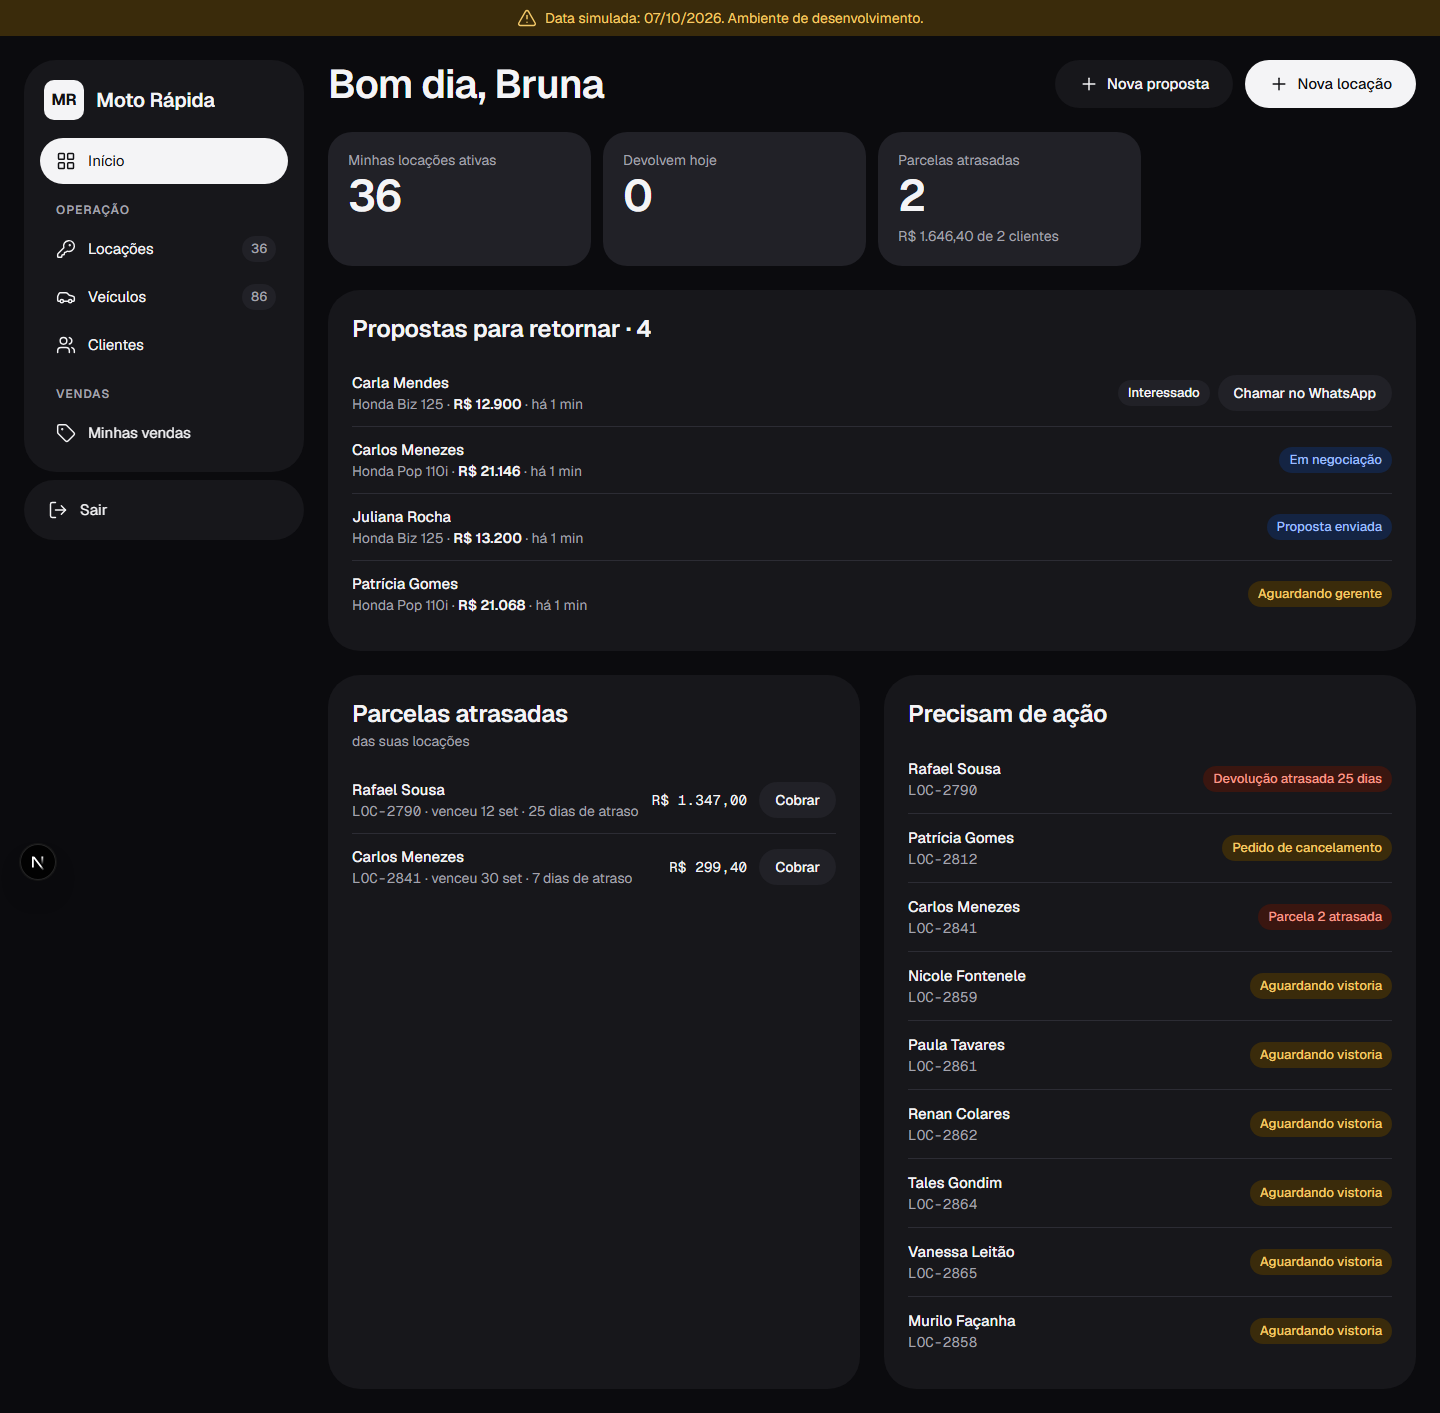 Data simulada: 07/10/2026. Ambiente de desenvolvimento.
MR Moto Rápida
Início
OPERAÇÃO
Locações 36
Veículos 86
Clientes
VENDAS
Minhas vendas
Sair
N
Bom dia, Bruna
Nova proposta
Nova locação
Minhas locações ativas
36
Devolvem hoje
0
Parcelas atrasadas
2
R$ 1.646,40 de 2 clientes
Propostas para retornar · 4
Carla Mendes
Honda Biz 125 · R$ 12.900 · há 1 min
Interessado
Chamar no WhatsApp
Carlos Menezes
Honda Pop 110i · R$ 21.146 · há 1 min
Em negociação
Juliana Rocha
Honda Biz 125 · R$ 13.200 · há 1 min
Proposta enviada
Patrícia Gomes
Honda Pop 110i · R$ 21.068 · há 1 min
Aguardando gerente
Parcelas atrasadas
das suas locações
Rafael Sousa
LOC-2790 · venceu 12 set · 25 dias de atraso
R$ 1.347,00
Cobrar
Carlos Menezes
LOC-2841 · venceu 30 set · 7 dias de atraso
R$ 299,40
Cobrar
Precisam de ação
Rafael Sousa
LOC-2790
Devolução atrasada 25 dias
Patrícia Gomes
LOC-2812
Pedido de cancelamento
Carlos Menezes
LOC-2841
Parcela 2 atrasada
Nicole Fontenele
LOC-2859
Aguardando vistoria
Paula Tavares
LOC-2861
Aguardando vistoria
Renan Colares
LOC-2862
Aguardando vistoria
Tales Gondim
LOC-2864
Aguardando vistoria
Vanessa Leitão
LOC-2865
Aguardando vistoria
Murilo Façanha
LOC-2858
Aguardando vistoria